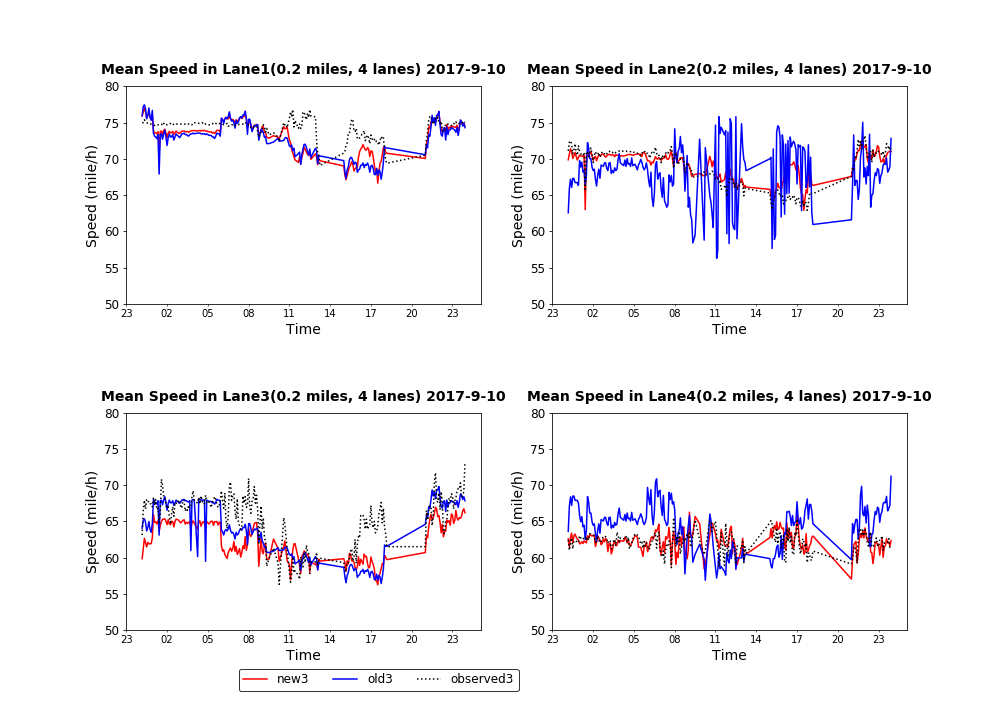 Mean Speed in Lane1(0.2 miles, 4 lanes) 2017-9-10
80
75
70
65
60
55
50
Speed (mile/h)
23 02 05 08 11 14 17 20 23
Time
Mean Speed in Lane2(0.2 miles, 4 lanes) 2017-9-10
80
75
70
65
60
55
50
Speed (mile/h)
23 02 05 08 11 14 17 20 23
Time
Mean Speed in Lane3(0.2 miles, 4 lanes) 2017-9-10
80
75
70
65
60
55
50
Speed (mile/h)
23 02 05 08 11 14 17 20 23
Time
Mean Speed in Lane4(0.2 miles, 4 lanes) 2017-9-10
80
75
70
65
60
55
50
Speed (mile/h)
23 02 05 08 11 14 17 20 23
Time
new3 old3 observed3